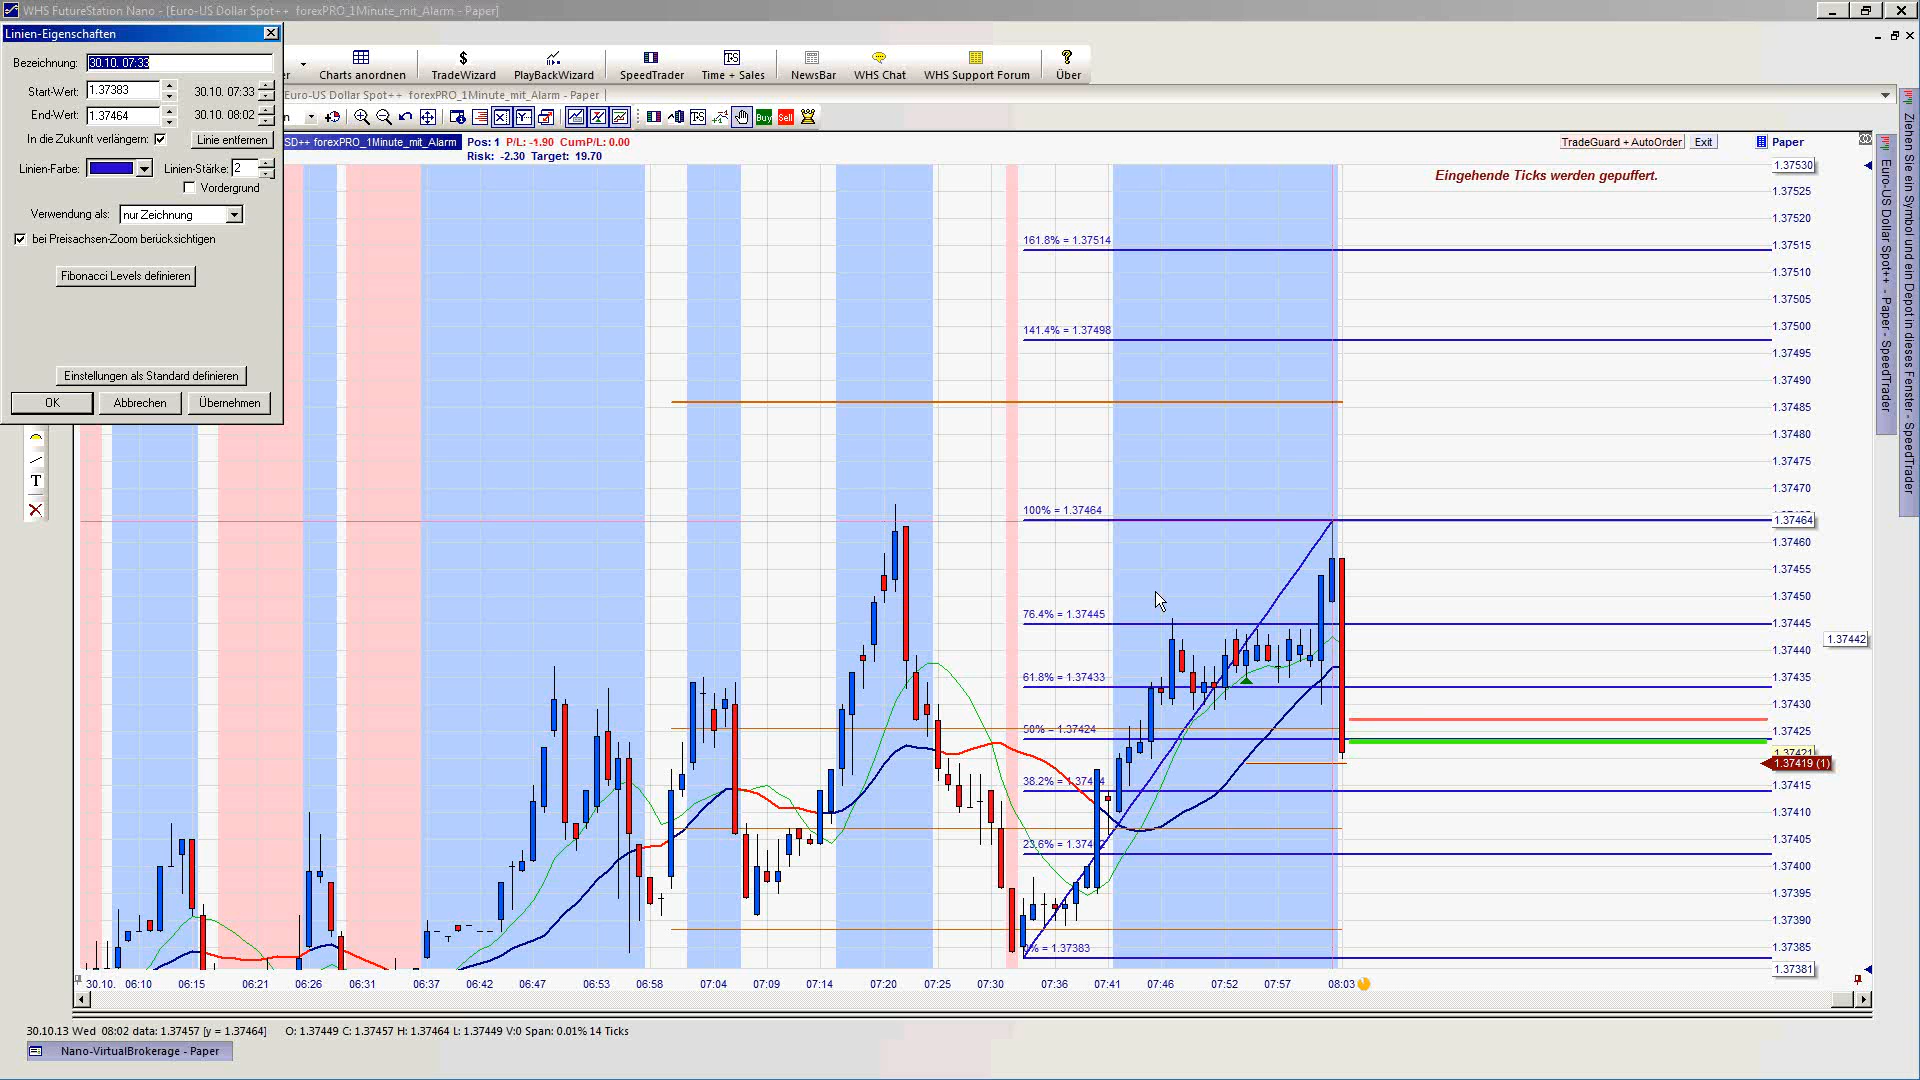 WHS FutureStation Nano - [Euro-US Dollar Spot++ forexPRO_1Minute_mit_Alarm - Paper]
Linien-Eigenschaften
Bezeichnung: 30.10. 07:33
Start-Wert: 1.37383 30.10. 07:33
End-Wert: 1.37464 30.10. 08:02
In die Zukunft verlängern: Linie entfernen
Linien-Farbe: Linien-Stärke: 2
Vordergrund
Verwendung als: nur Zeichnung
bei Preisachsen-Zoom berücksichtigen
Fibonacci Levels definieren
Einstellungen als Standard definieren
OK Abbrechen Übernehmen
Charts anordnen TradeWizard PlayBackWizard SpeedTrader Time + Sales NewsBar WHS Chat WHS Support Forum Über
Euro-US Dollar Spot++ forexPRO_1Minute_mit_Alarm - Paper
Buy Sell
SD++ forexPRO_1Minute_mit_Alarm Pos: 1 P/L: -1.90 CumP/L: 0.00
Risk: -2.30 Target: 19.70
TradeGuard + AutoOrder Exit Paper
Eingehende Ticks werden gepuffert.
161.8% = 1.37514
141.4% = 1.37498
100% = 1.37464
76.4% = 1.37445
61.8% = 1.37433
50% = 1.37424
38.2% = 1.374
23.6% = 1.374
0% = 1.37383
1.37530
1.37525
1.37520
1.37515
1.37510
1.37505
1.37500
1.37495
1.37490
1.37485
1.37480
1.37475
1.37470
1.37464
1.37460
1.37455
1.37450
1.37445
1.37442
1.37440
1.37435
1.37430
1.37425
1.37421
1.37419 (1)
1.37415
1.37410
1.37405
1.37400
1.37395
1.37390
1.37385
1.37381
30.10. 06:10 06:15 06:21 06:26 06:31 06:37 06:42 06:47 06:53 06:58 07:04 07:09 07:14 07:20 07:25 07:30 07:36 07:41 07:46 07:52 07:57 08:03
Euro-US Dollar Spot++ - Paper - SpeedTrader
Ziehen Sie ein Symbol und ein Depot in dieses Fenster - SpeedTrader
T
30.10.13 Wed 08:02 data: 1.37457 [y = 1.37464] O: 1.37449 C: 1.37457 H: 1.37464 L: 1.37449 V:0 Span: 0.01% 14 Ticks
Nano-VirtualBrokerage - Paper